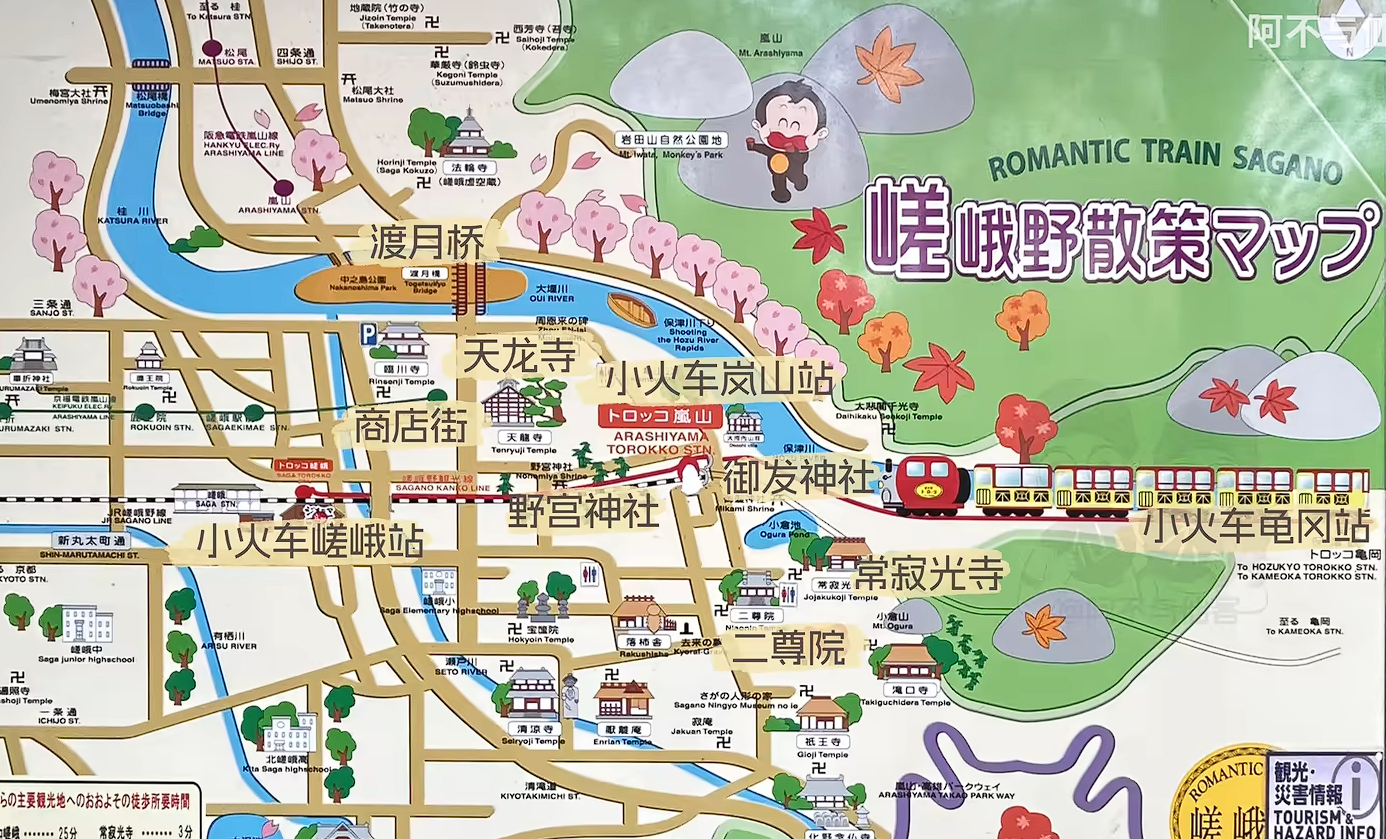 至る 桂
To Katsura STN.
松尾
MATSUO STA.
四条通
SHIJO ST.
地蔵院(竹の寺)
Jizoin Temple
(Takenotera)
西芳寺(苔寺)
Saihoji Temple
(Kokedera)
華厳寺(鈴虫寺)
Kegoni Temple
(Suzumushidera)
梅宮大社
Umenomiya Shrine
松尾橋
Matsuobashi
Bridge
松尾大社
Matsuo Shrine
嵐山
Mt. Arashiyama
阿不与
N
阪急電鉄嵐山線
HANKYU ELEC.Ry
ARASHIYAMA LINE
Horinji Temple
(Saga Kokuzo)
法輪寺
(嵯峨虚空蔵)
岩田山自然公園地
Mt. Iwata, Monkey's Park
ROMANTIC TRAIN SAGANO
嵯峨野散策マップ
嵐山
ARASHIYAMA STN.
桂川
KATSURA RIVER
渡月桥
中之島公園
Nakanoshima Park
渡月橋
Togetsukyo
Bridge
大堰川
OUI RIVER
三条通
SANJO ST.
周恩来の碑
保津川下り
Shooting
the Hozu River
Rapids
P
臨川寺
Rinsenji Temple
天龙寺
小火车岚山站
車折神社
KURUMAZAKI Temple
鹿王院
Rokuoin Temple
京福電鉄嵐山線
KEIFUKU ELEC.Ry
ARASHIYAMA LINE
ROKUOIN STN.
嵯峨駅
SAGAEKIMAE STN.
商店街
天龍寺
Tenryuji Temple
トロッコ嵐山
ARASHIYAMA
TOROKKO STN.
大悲閣千光寺
Daihikaku Senkoji Temple
保津川
トロッコ嵯峨
SAGA TOROKKO
SAGANO KANKO LINE
野宮神社
Nonomiya Shrine
御发神社
Mikami Shrine
嵯峨
SAGA STN.
JR嵯峨野線
JR SAGANO LINE
野宫神社
小火车嵯峨站
小火车龟冈站
新丸太町通
SHIN-MARUTAMACHI ST.
小倉池
Ogura Pond
トロッコ亀岡
To HOZUKYO TOROKKO STN.
To KAMEOKA TOROKKO STN.
京都
KYOTO STN.
嵯峨小
Saga Elementary highschool
常寂光
Jojakukoji Temple
常寂光寺
宝筐院
Hokyoin Temple
落柿舎
Rakushisha
二尊院
二尊院
小倉山
Mt. Ogura
至る 亀岡
To KAMEOKA STN.
嵯峨中
Saga junior highschool
有栖川
ARISU RIVER
瀬戸川
SETO RIVER
滝口寺
Takiguchidera Temple
一条通
ICHIJO ST.
清凉寺
Seiryoji Temple
厭離庵
Enrian Temple
さがの人形の家
Sagano Ningyo Museum no ie
寂庵
Jakuan Temple
祇王寺
Gioji Temple
北嵯峨高
Kita Saga highschool
清滝道
KIYOTAKIMICHI ST.
嵐山・高雄パークウェイ
ARASHIYAMA TAKAO PARK WAY
らの主要観光地へのおおよその徒歩所要時間
25分
常寂光寺
3分
化野念仏寺
ROMANTIC
嵯峨
観光・
災害情報
TOURISM &
HAZARD INFO